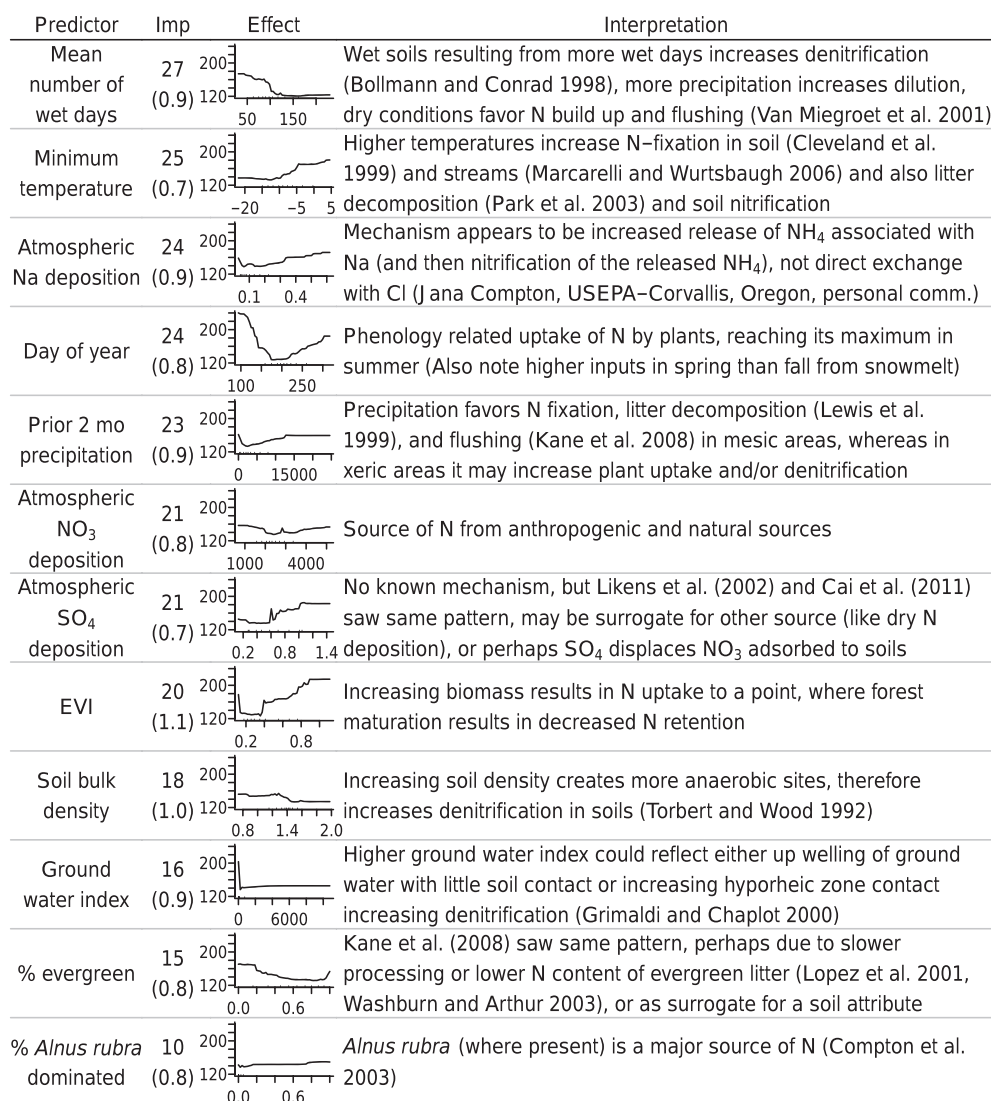 Predictor Imp Effect Interpretation
Mean number of wet days
27 (0.9)
200
120
50 150
Wet soils resulting from more wet days increases denitrification
(Bollmann and Conrad 1998), more precipitation increases dilution,
dry conditions favor N build up and flushing (Van Miegroet et al. 2001)
Minimum temperature
25 (0.7)
200
120
−20 −5 5
Higher temperatures increase N−fixation in soil (Cleveland et al.
1999) and streams (Marcarelli and Wurtsbaugh 2006) and also litter
decomposition (Park et al. 2003) and soil nitrification
Atmospheric Na deposition
24 (0.9)
200
120
0.1 0.4
Mechanism appears to be increased release of NH4 associated with
Na (and then nitrification of the released NH4), not direct exchange
with Cl (Jana Compton, USEPA−Corvallis, Oregon, personal comm.)
Day of year
24 (0.8)
200
120
100 250
Phenology related uptake of N by plants, reaching its maximum in
summer (Also note higher inputs in spring than fall from snowmelt)
Prior 2 mo precipitation
23 (0.9)
200
120
0 15000
Precipitation favors N fixation, litter decomposition (Lewis et al.
1999), and flushing (Kane et al. 2008) in mesic areas, whereas in
xeric areas it may increase plant uptake and/or denitrification
Atmospheric NO3 deposition
21 (0.8)
200
120
1000 4000
Source of N from anthropogenic and natural sources
Atmospheric SO4 deposition
21 (0.7)
200
120
0.2 0.8 1.4
No known mechanism, but Likens et al. (2002) and Cai et al. (2011)
saw same pattern, may be surrogate for other source (like dry N
deposition), or perhaps SO4 displaces NO3 adsorbed to soils
EVI
20 (1.1)
200
120
0.2 0.8
Increasing biomass results in N uptake to a point, where forest
maturation results in decreased N retention
Soil bulk density
18 (1.0)
200
120
0.8 1.4 2.0
Increasing soil density creates more anaerobic sites, therefore
increases denitrification in soils (Torbert and Wood 1992)
Ground water index
16 (0.9)
200
120
0 6000
Higher ground water index could reflect either up welling of ground
water with little soil contact or increasing hyporheic zone contact
increasing denitrification (Grimaldi and Chaplot 2000)
% evergreen
15 (0.8)
200
120
0.0 0.6
Kane et al. (2008) saw same pattern, perhaps due to slower
processing or lower N content of evergreen litter (Lopez et al. 2001,
Washburn and Arthur 2003), or as surrogate for a soil attribute
% Alnus rubra dominated
10 (0.8)
200
120
0.0 0.6
Alnus rubra (where present) is a major source of N (Compton et al.
2003)